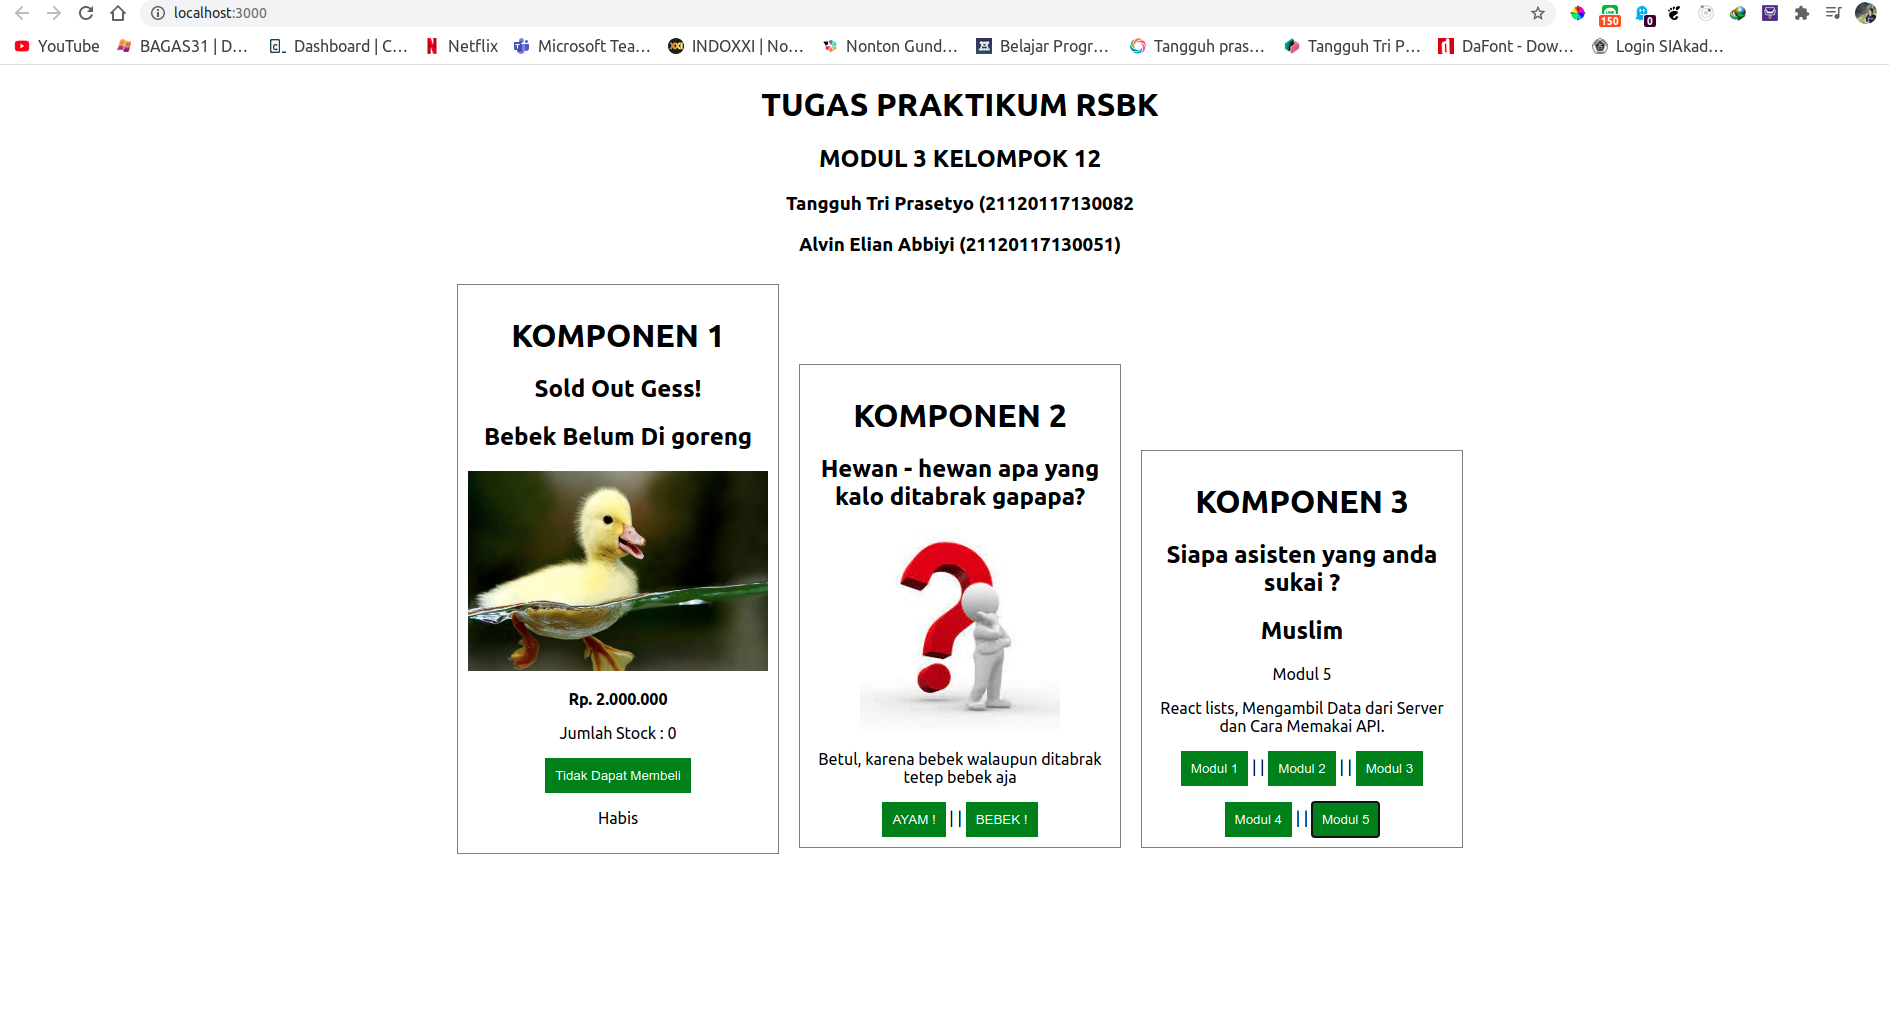 localhost:3000
150
0
YouTube
BAGAS31 | D...
Dashboard | C...
Netflix
Microsoft Tea...
INDOXXI | No...
Nonton Gund...
Belajar Progr...
Tangguh pras...
Tangguh Tri P...
DaFont - Dow...
Login SIAkad...
TUGAS PRAKTIKUM RSBK
MODUL 3 KELOMPOK 12
Tangguh Tri Prasetyo (21120117130082
Alvin Elian Abbiyi (21120117130051)
KOMPONEN 1
Sold Out Gess!
Bebek Belum Di goreng
Rp. 2.000.000
Jumlah Stock : 0
Tidak Dapat Membeli
Habis
KOMPONEN 2
Hewan - hewan apa yang
kalo ditabrak gapapa?
?
Betul, karena bebek walaupun ditabrak
tetep bebek aja
AYAM ! || BEBEK !
KOMPONEN 3
Siapa asisten yang anda
sukai ?
Muslim
Modul 5
React lists, Mengambil Data dari Server
dan Cara Memakai API.
Modul 1 || Modul 2 || Modul 3
Modul 4 || Modul 5